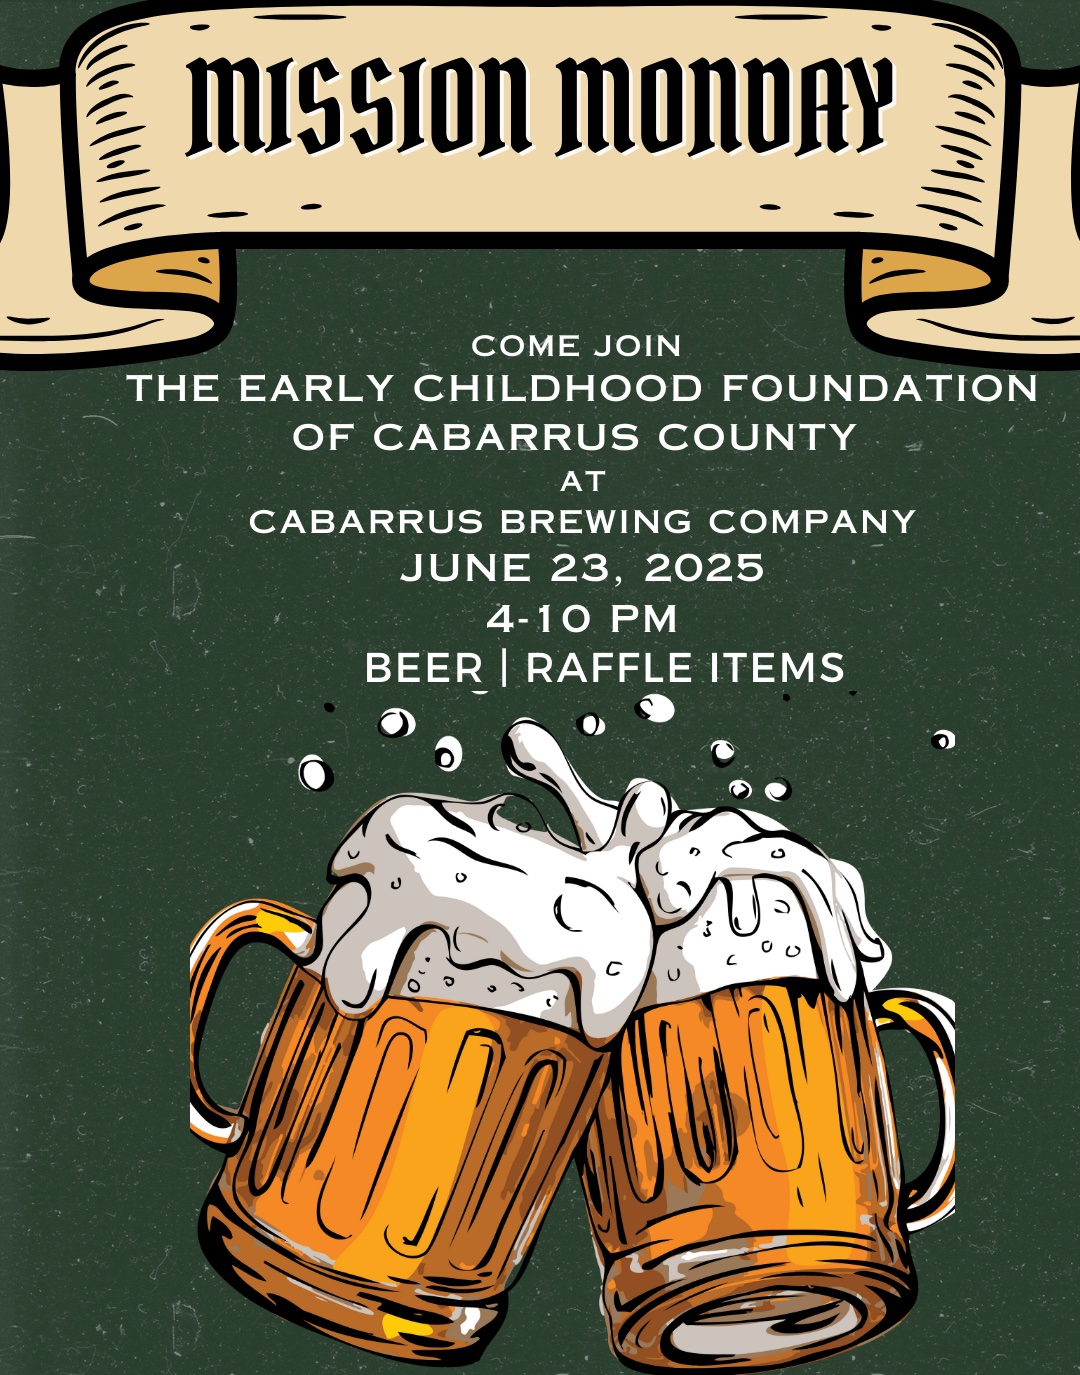 MISSION MONDAY
COME JOIN
THE EARLY CHILDHOOD FOUNDATION
OF CABARRUS COUNTY
AT
CABARRUS BREWING COMPANY
JUNE 23, 2025
4-10 PM
BEER | RAFFLE ITEMS